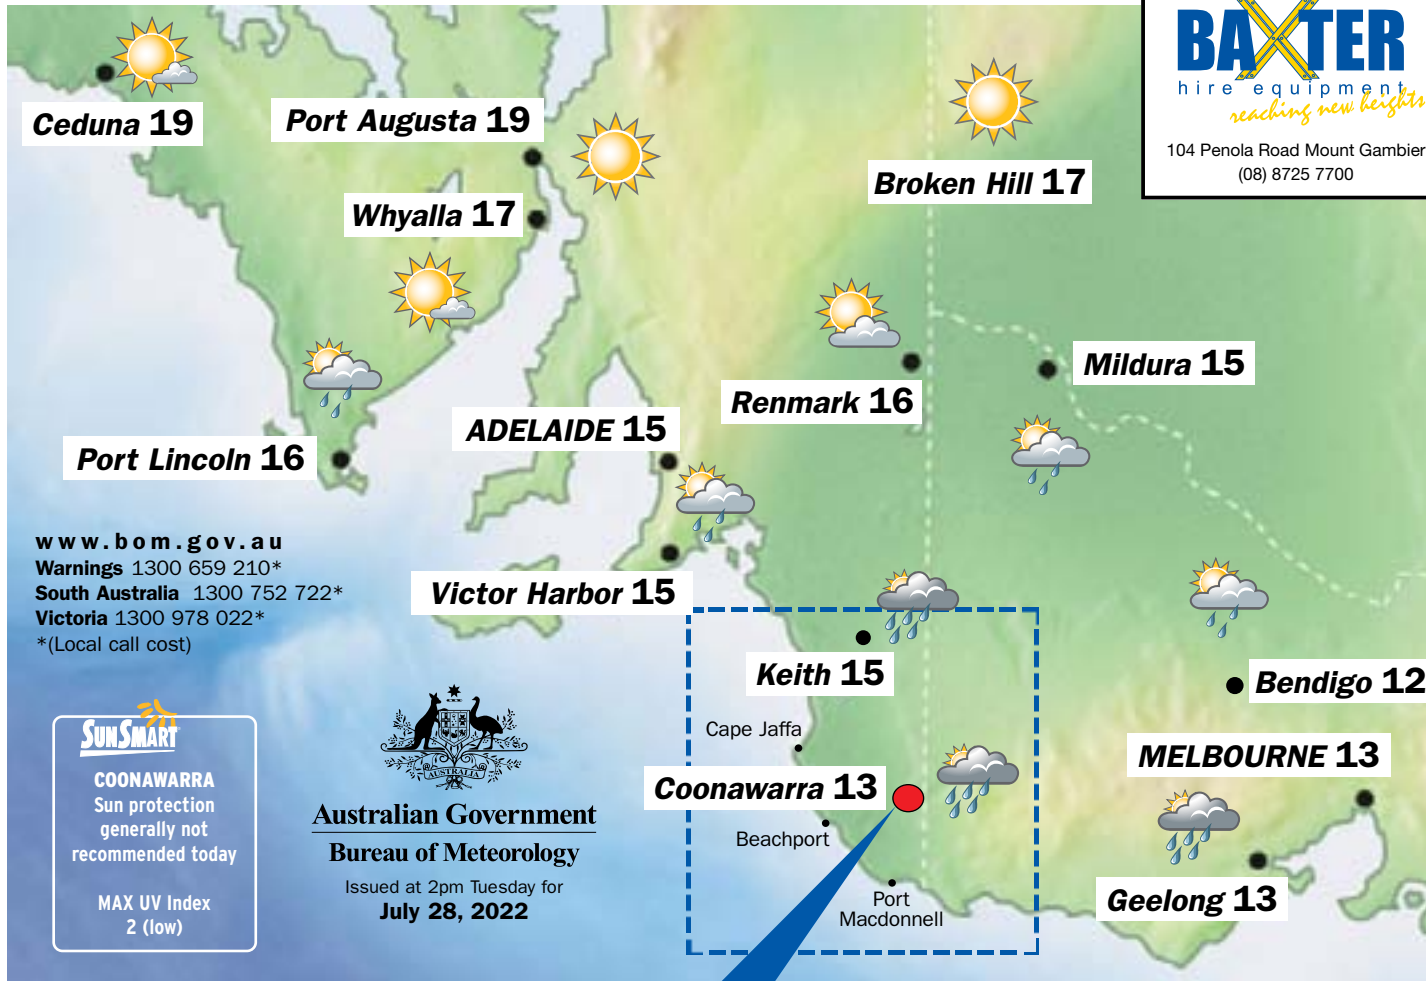 BAXTER
hire equipment
reaching new heights
104 Penola Road Mount Gambier
(08) 8725 7700
Ceduna 19
Port Augusta 19
Whyalla 17
Broken Hill 17
Renmark 16
Mildura 15
ADELAIDE 15
Port Lincoln 16
Victor Harbor 15
www.bom.gov.au
Warnings 1300 659 210*
South Australia 1300 752 722*
Victoria 1300 978 022*
*(Local call cost)
Keith 15
Bendigo 12
Cape Jaffa
MELBOURNE 13
Coonawarra 13
Beachport
Geelong 13
Port
Macdonnell
SUNSMART
COONAWARRA
Sun protection
generally not
recommended today
MAX UV Index
2 (low)
AUSTRALIA
Australian Government
Bureau of Meteorology
Issued at 2pm Tuesday for
July 28, 2022